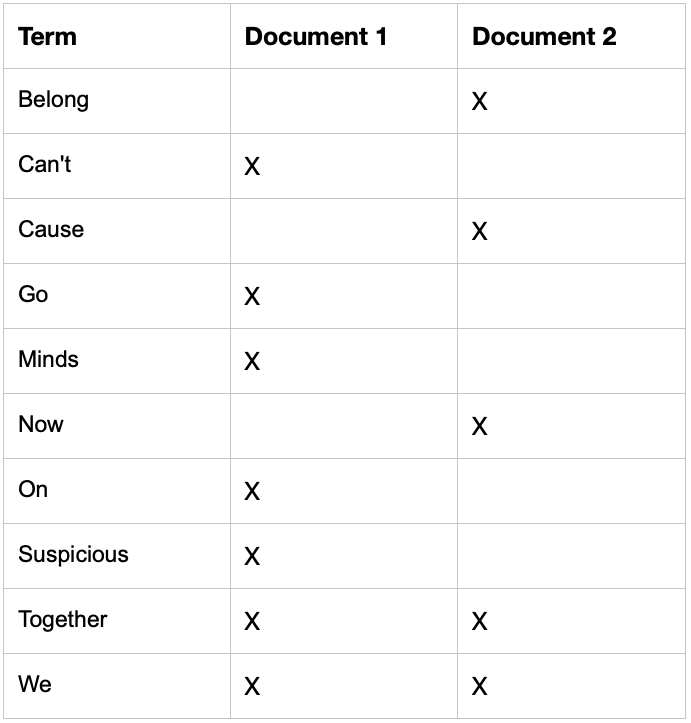 Term Document 1 Document 2
Belong X
Can't X
Cause X
Go X
Minds X
Now X
On X
Suspicious X
Together X X
We X X